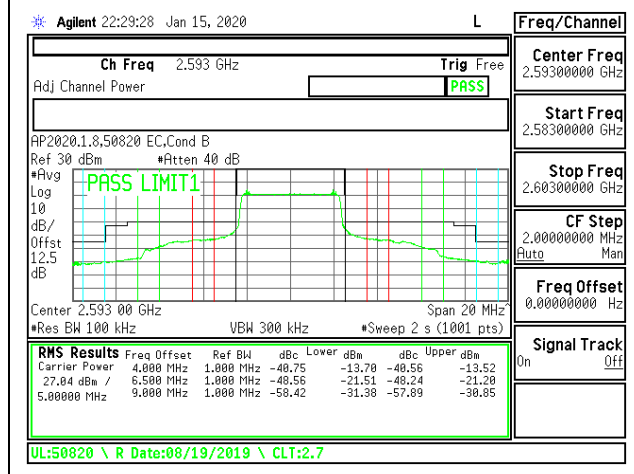 Agilent 22:29:28 Jan 15, 2020 L
Freq/Channel
Ch Freq 2.593 GHz Trig Free
Adj Channel Power PASS
Center Freq
2.59300000 GHz
Start Freq
2.58300000 GHz
Stop Freq
2.60300000 GHz
CF Step
2.00000000 MHz
Auto Man
Freq Offset
0.00000000 Hz
Signal Track
On Off
AP2020.1.8,50820 EC,Cond B
Ref 30 dBm #Atten 40 dB
#Avg
Log
10
dB/
Offst
12.5
dB
PASS LIMIT1
Center 2.593 00 GHz Span 20 MHz^
#Res BW 100 kHz VBW 300 kHz #Sweep 2 s (1001 pts)
RMS Results Freq Offset Ref BW dBc Lower dBm dBc Upper dBm
Carrier Power 4.000 MHz 1.000 MHz -40.75 -13.70 -40.56 -13.52
27.04 dBm / 6.500 MHz 1.000 MHz -48.56 -21.51 -48.24 -21.20
5.00000 MHz 9.000 MHz 1.000 MHz -58.42 -31.38 -57.89 -30.85
UL:50820 \ R Date:08/19/2019 \ CLT:2.7